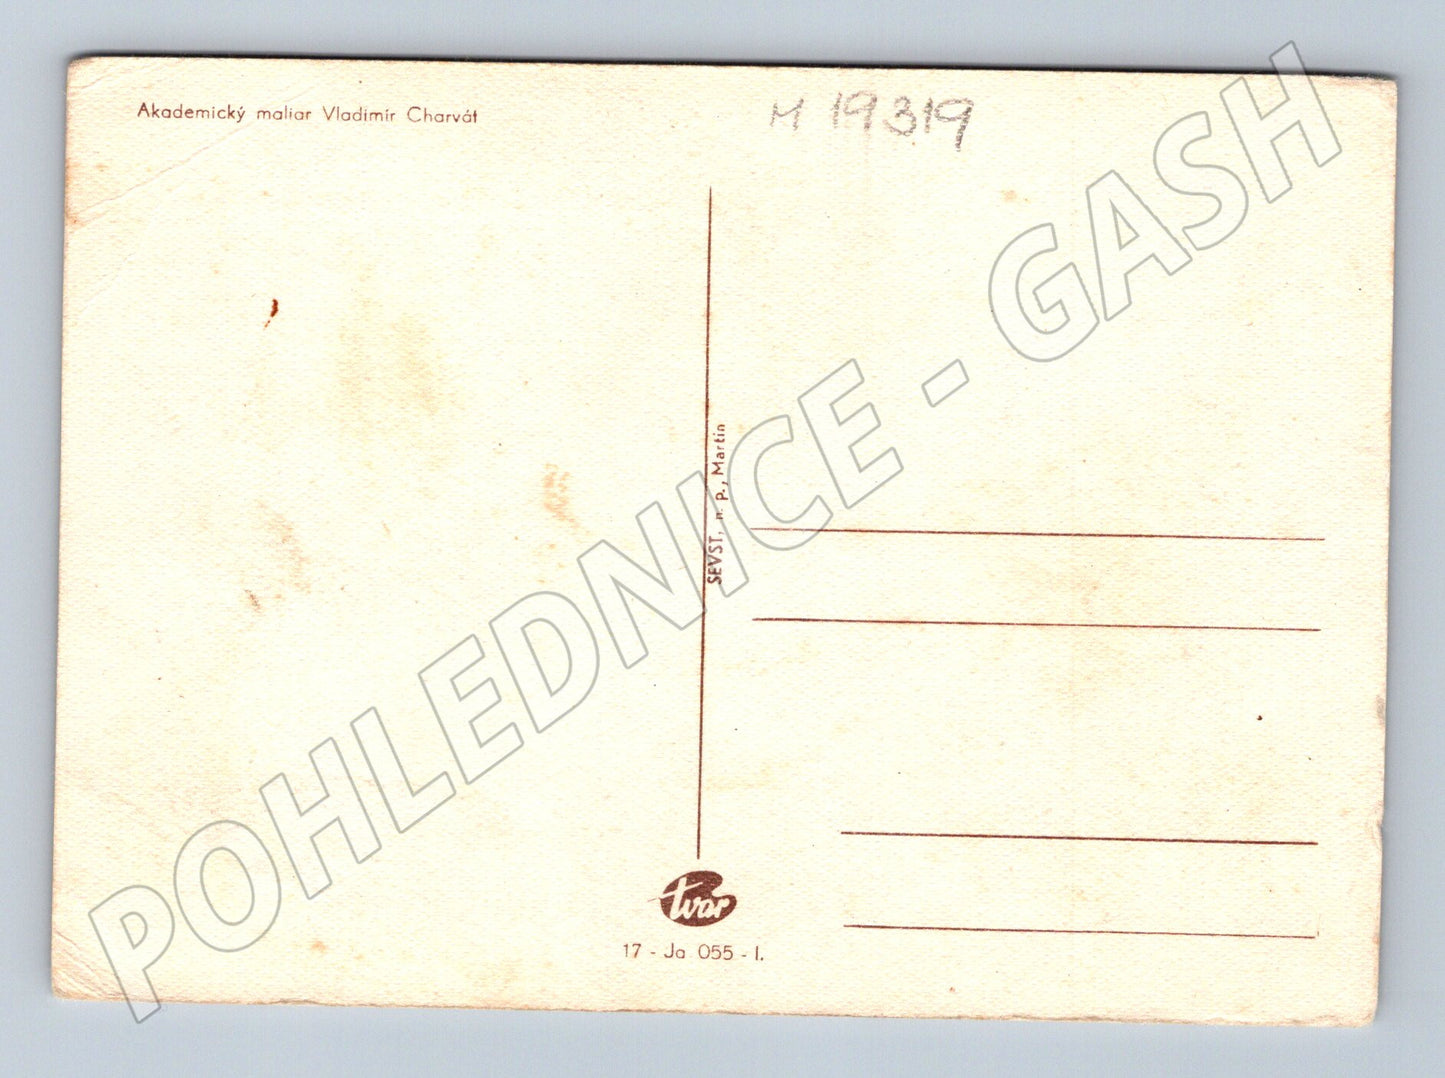 Akademický maliar Vladimír Charvát
M 19319
SEVST, n. p., Martin
tvar
17 - Ja 055 - I.
POHLEDNICE - GASH